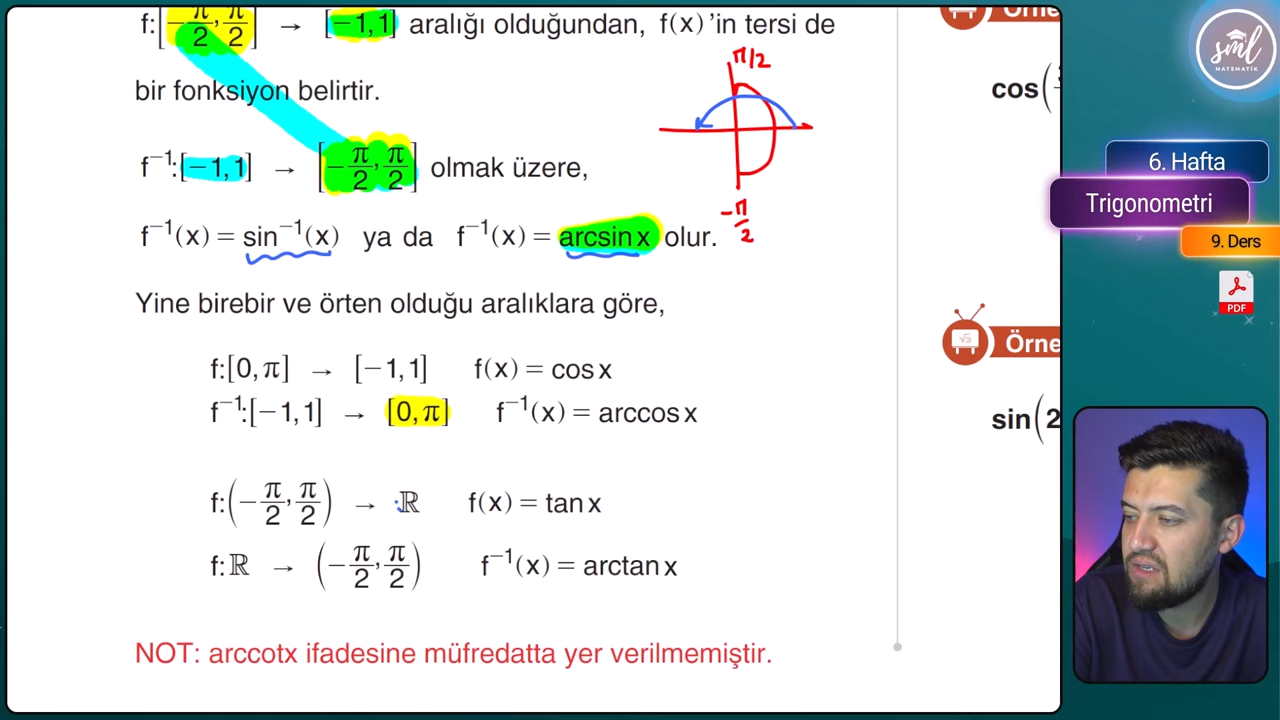 f:[−π/2, π/2] → [−1,1] aralığı olduğundan, f(x)'in tersi de
bir fonksiyon belirtir.
f⁻¹:[−1,1] → [−π/2, π/2] olmak üzere,
f⁻¹(x) = sin⁻¹(x) ya da f⁻¹(x) = arcsin x olur.
π/2
−π/2
Yine birebir ve örten olduğu aralıklara göre,
f:[0,π] → [−1,1] f(x) = cos x
f⁻¹:[−1,1] → [0,π] f⁻¹(x) = arccos x
f:(−π/2, π/2) → ℝ f(x) = tan x
f:ℝ → (−π/2, π/2) f⁻¹(x) = arctan x
NOT: arccotx ifadesine müfredatta yer verilmemiştir.
Örne
cos(
√3
Örne
sin(2
sml
MATEMATİK
6. Hafta
Trigonometri
9. Ders
PDF